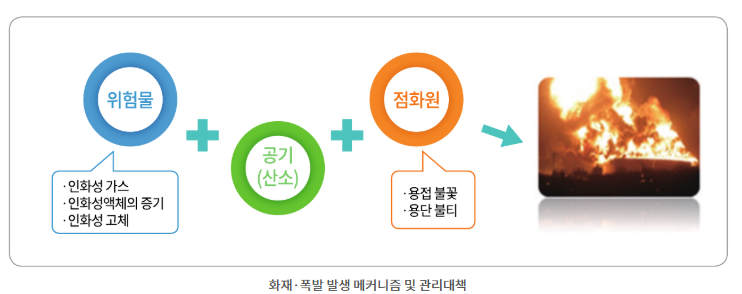 위험물
공기
(산소)
점화원
· 인화성 가스
· 인화성액체의 증기
· 인화성 고체
· 용접 불꽃
· 용단 불티
화재·폭발 발생 메커니즘 및 관리대책